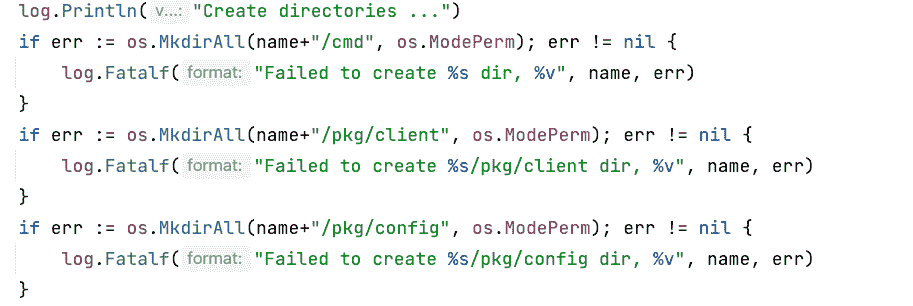 log.Println( v...: "Create directories ...")
if err := os.MkdirAll(name+"/cmd", os.ModePerm); err != nil {
log.Fatalf( format: "Failed to create %s dir, %v", name, err)
}
if err := os.MkdirAll(name+"/pkg/client", os.ModePerm); err != nil {
log.Fatalf( format: "Failed to create %s/pkg/client dir, %v", name, err)
}
if err := os.MkdirAll(name+"/pkg/config", os.ModePerm); err != nil {
log.Fatalf( format: "Failed to create %s/pkg/config dir, %v", name, err)
}